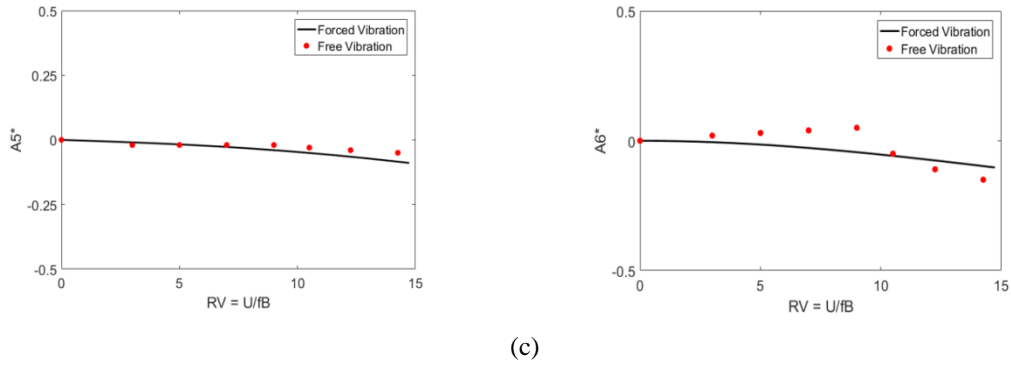 0.5
Forced Vibration
Free Vibration
0.25
A5*
0
-0.25
-0.5
0 5 10 15
RV = U/fB
0.5
Forced Vibration
Free Vibration
A6*
0
-0.5
0 5 10 15
RV = U/fB
(c)